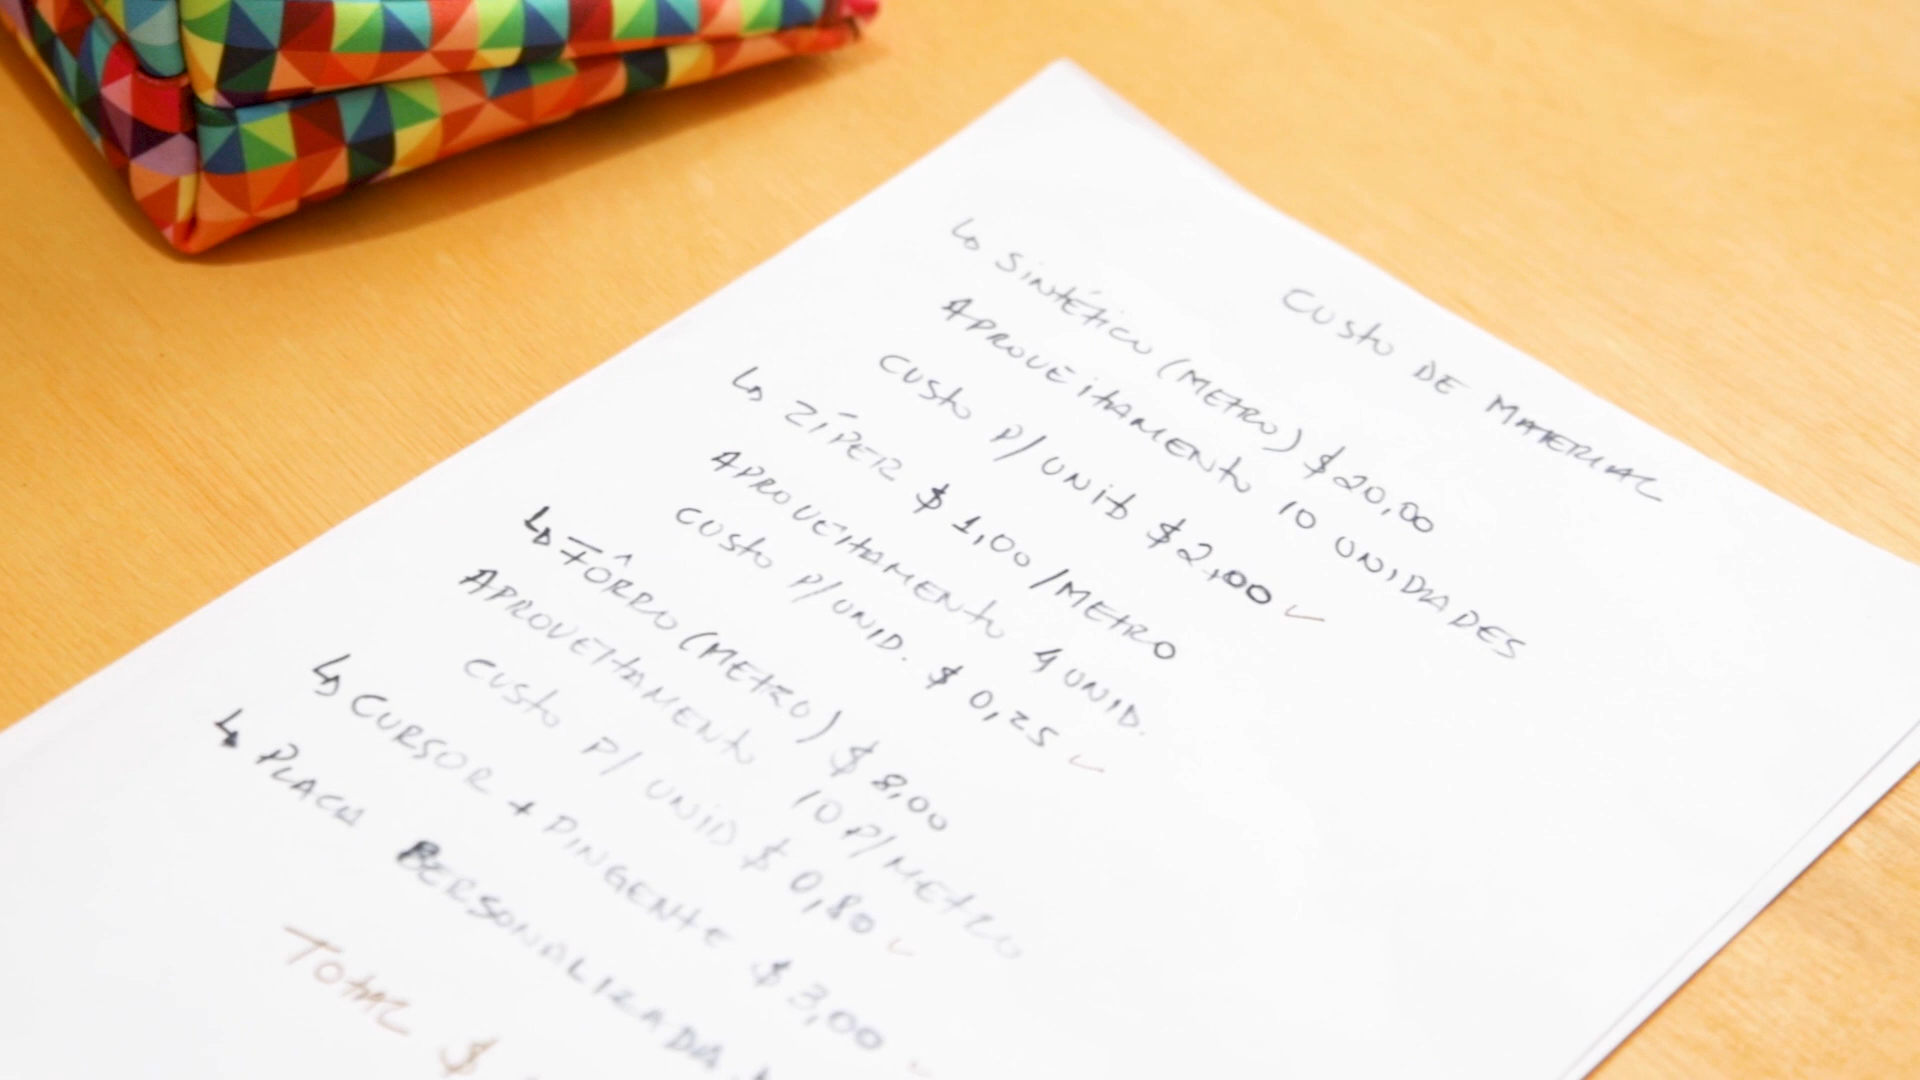 CUSTO DE MATERIAL
↳ SINTÉTICO (METRO) $ 20,00
APROVEITAMENTO 10 UNIDADES
CUSTO P/ UNID $ 2,00 ✓
↳ ZÍPER $ 1,00 /METRO
APROVEITAMENTO 4 UNID.
CUSTO P/UNID. $ 0,25 ✓
↳ FÔRRO (METRO) $ 8,00
APROVEITAMENTO 10 P/METRO
CUSTO P/ UNID $ 0,80 ✓
↳ CURSOR + PINGENTE $ 3,00
↳ PLACA PERSONALIZADA
TOTAL $